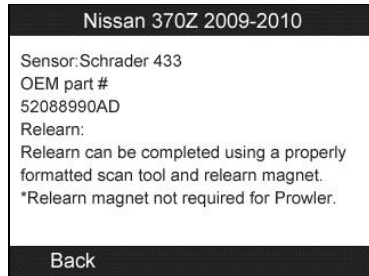 Nissan 370Z 2009-2010
Sensor:Schrader 433
OEM part #
52088990AD
Relearn:
Relearn can be completed using a properly
formatted scan tool and relearn magnet.
*Relearn magnet not required for Prowler.
Back